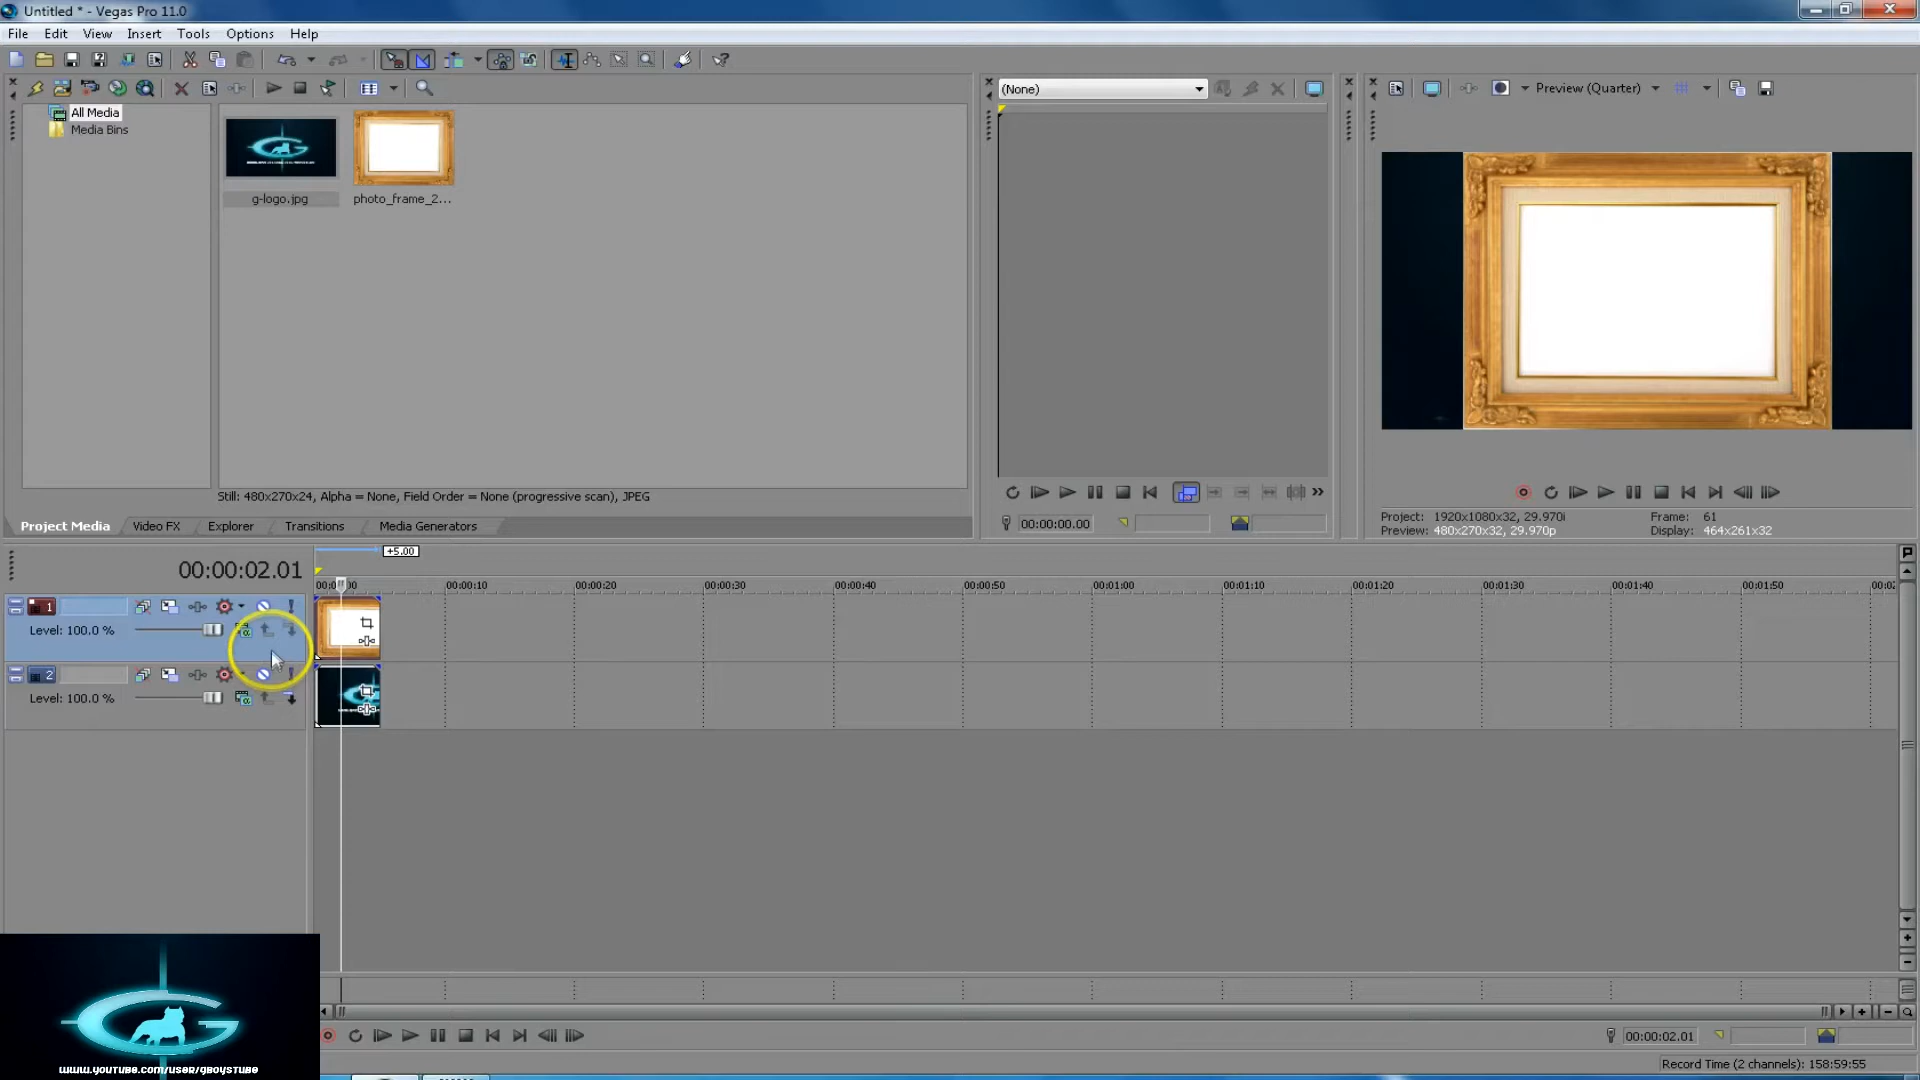 Untitled * - Vegas Pro 11.0
File Edit View Insert Tools Options Help
(None)
Preview (Quarter)
All Media
Media Bins
g-logo.jpg
photo_frame_2...
Still: 480x270x24, Alpha = None, Field Order = None (progressive scan), JPEG
Project Media Video FX Explorer Transitions Media Generators
00:00:00.00
Project: 1920x1080x32, 29.970i
Frame: 61
Preview: 480x270x32, 29.970p
Display: 464x261x32
+5.00
00:00:02.01
00:00:10 00:00:20 00:00:30 00:00:40 00:00:50 00:01:00 00:01:10 00:01:20 00:01:30 00:01:40 00:01:50
1
Level: 100.0 %
2
Level: 100.0 %
00:00:02.01
Record Time (2 channels): 158:59:55
www.youtube.com/user/gboystube